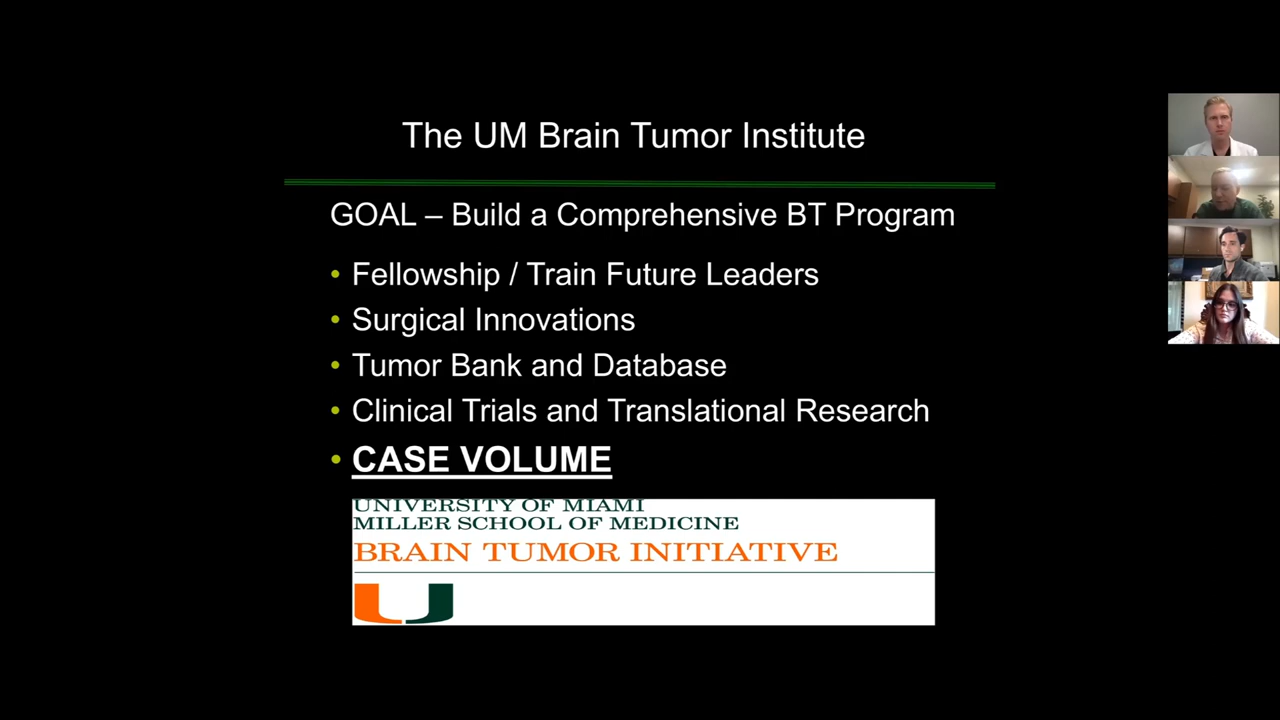 The UM Brain Tumor Institute
GOAL – Build a Comprehensive BT Program
• Fellowship / Train Future Leaders
• Surgical Innovations
• Tumor Bank and Database
• Clinical Trials and Translational Research
• CASE VOLUME
UNIVERSITY OF MIAMI
MILLER SCHOOL OF MEDICINE
BRAIN TUMOR INITIATIVE
U